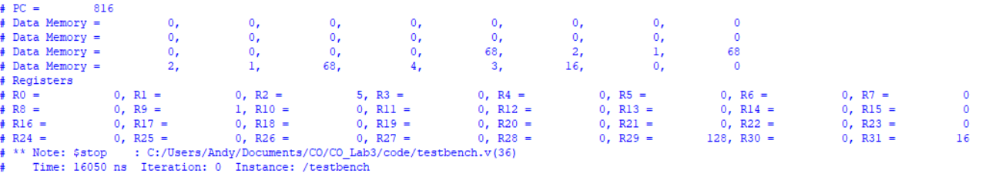 # PC =        816
# Data Memory =          0,          0,          0,          0,          0,          0,          0,          0
# Data Memory =          0,          0,          0,          0,          0,          0,          0,          0
# Data Memory =          0,          0,          0,          0,         68,          2,          1,         68
# Data Memory =          2,          1,         68,          4,          3,         16,          0,          0
# Registers
# R0 =          0, R1 =          0, R2 =          5, R3 =          0, R4 =          0, R5 =          0, R6 =          0, R7 =          0
# R8 =          0, R9 =          1, R10 =          0, R11 =          0, R12 =          0, R13 =          0, R14 =          0, R15 =          0
# R16 =          0, R17 =          0, R18 =          0, R19 =          0, R20 =          0, R21 =          0, R22 =          0, R23 =          0
# R24 =          0, R25 =          0, R26 =          0, R27 =          0, R28 =          0, R29 =        128, R30 =          0, R31 =         16
# ** Note: $stop    : C:/Users/Andy/Documents/CO/CO_Lab3/code/testbench.v(36)
#    Time: 16050 ns  Iteration: 0  Instance: /testbench